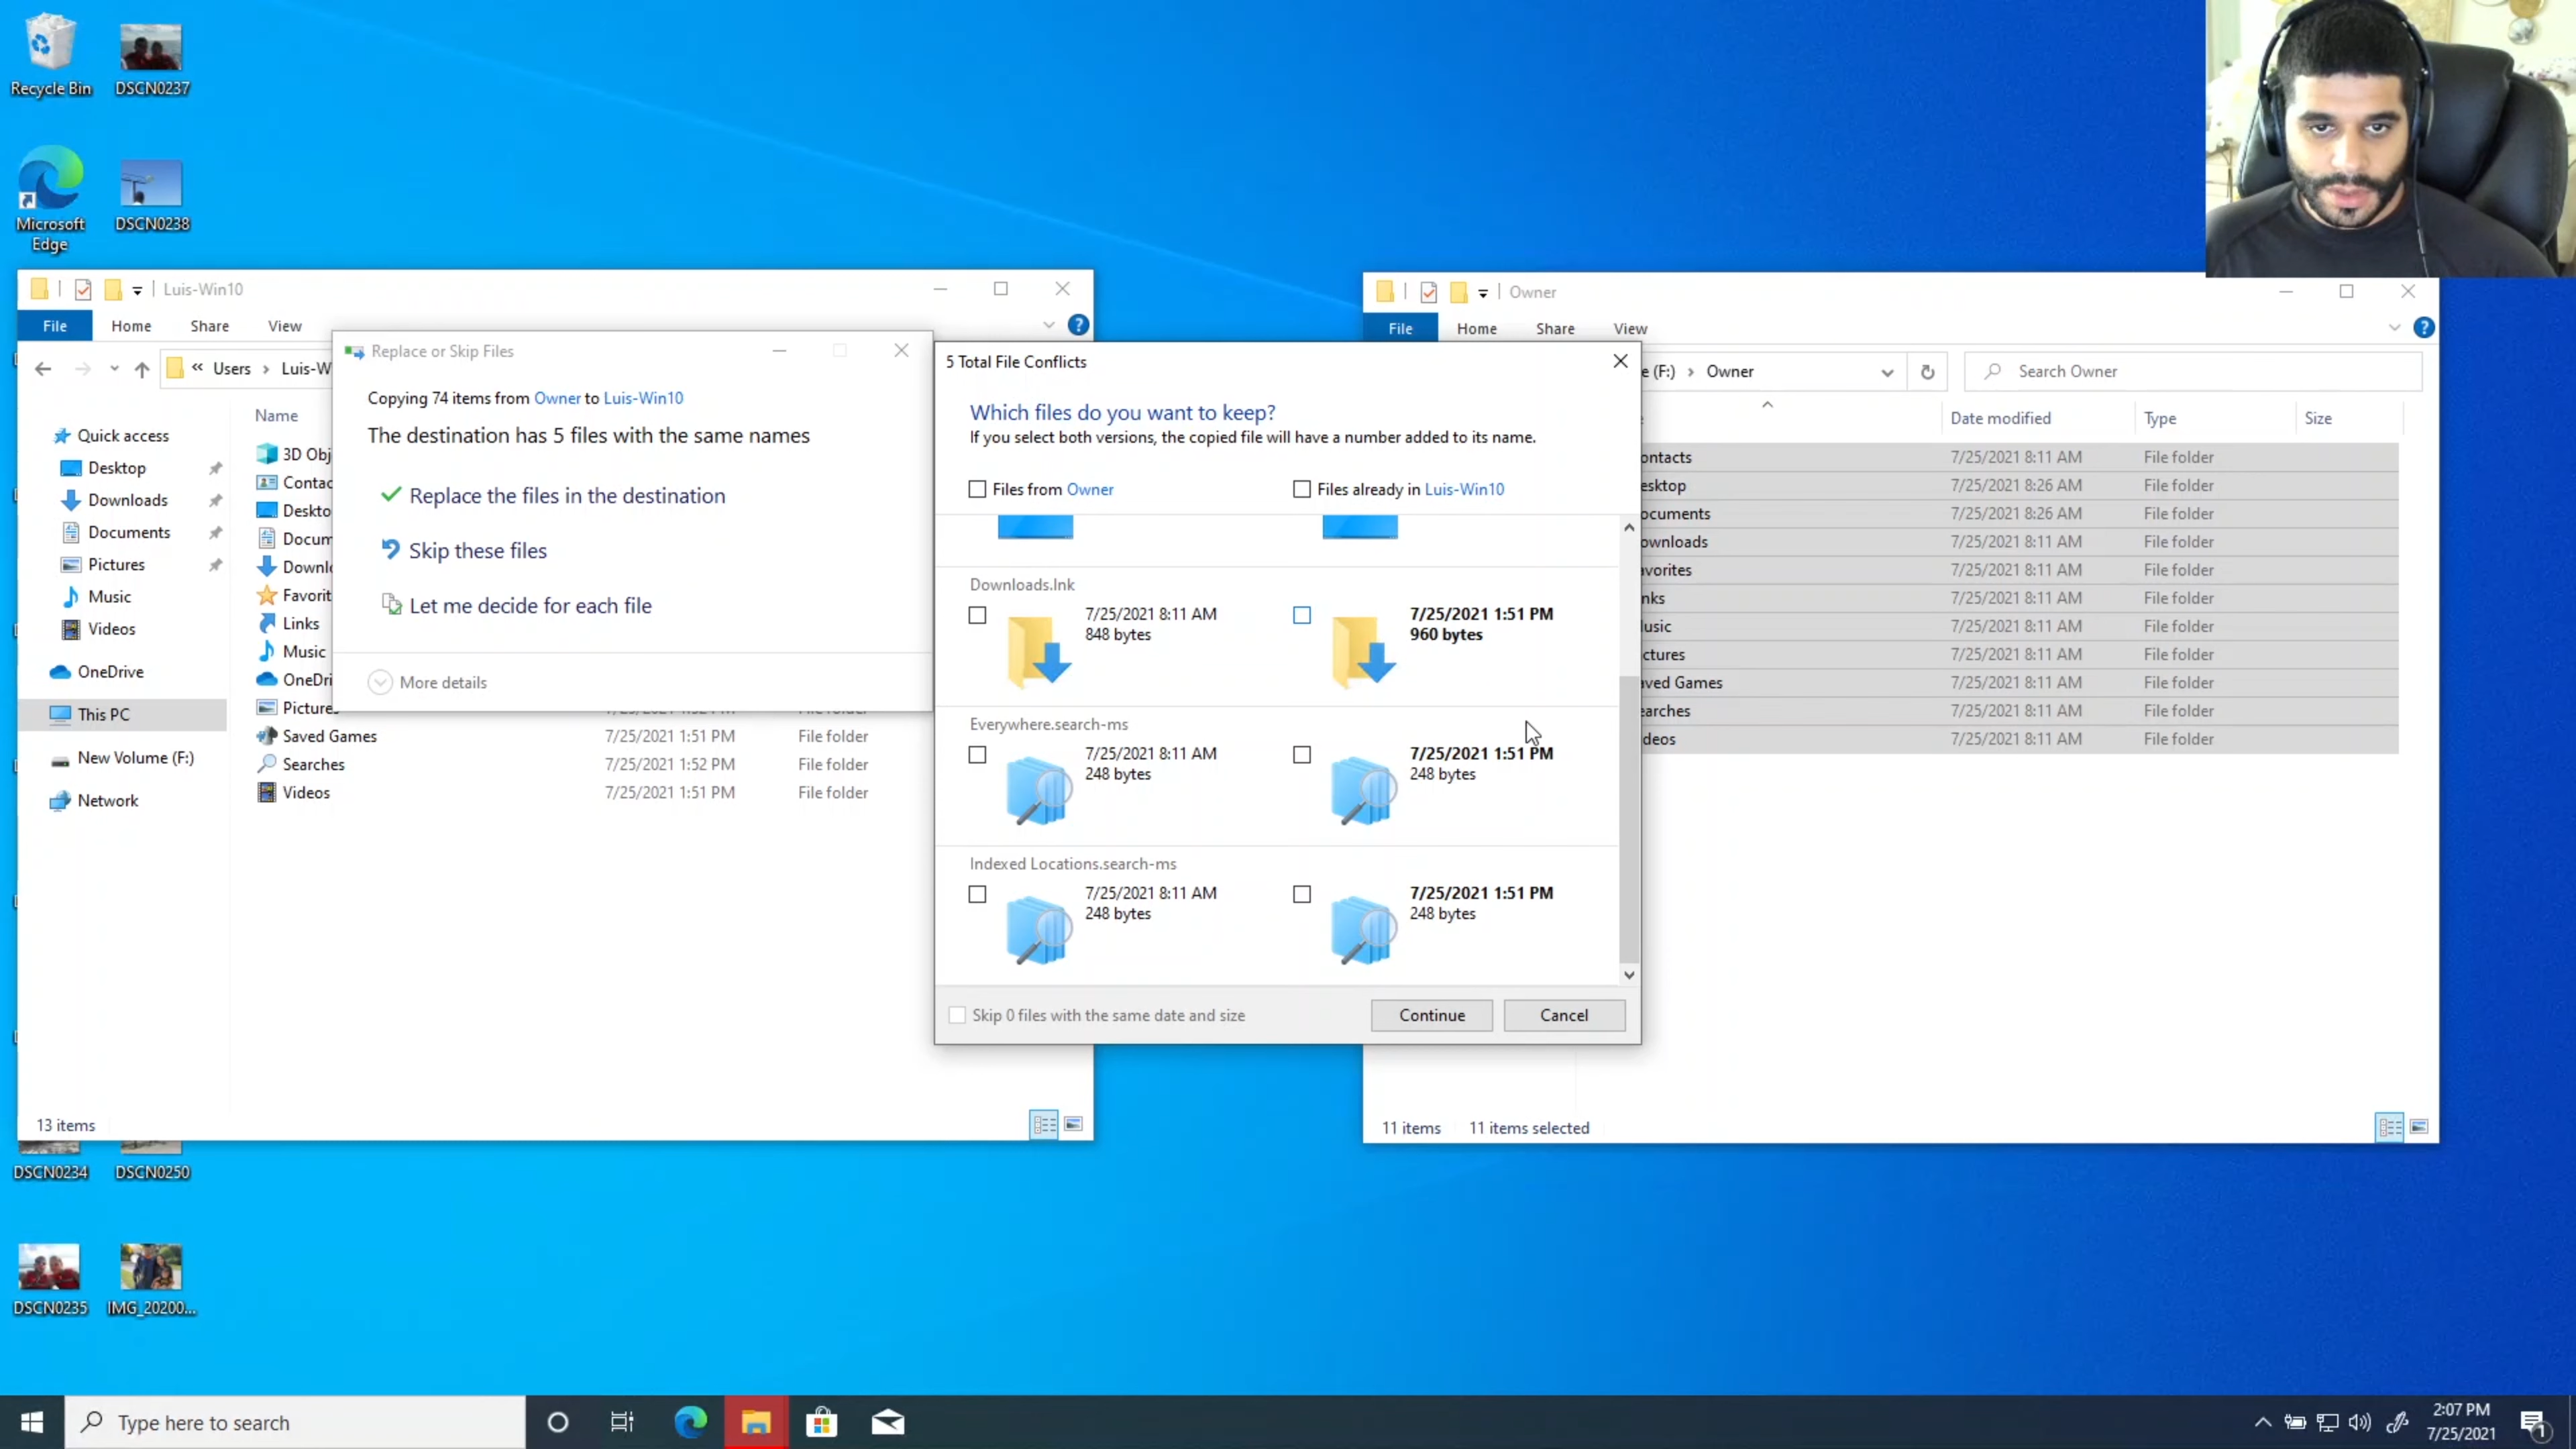 Recycle Bin
DSCN0237
Microsoft
Edge
DSCN0238
Luis-Win10
File
Home
Share
View
Users
Luis-W
Quick access
Desktop
Downloads
Documents
Pictures
Music
Videos
OneDrive
This PC
New Volume (F:)
Network
Name
3D Obj
Contac
Deskto
Docum
Downlo
Favorit
Links
Music
OneDri
Pictures
Saved Games 7/25/2021 1:51 PM File folder
Searches 7/25/2021 1:52 PM File folder
Videos 7/25/2021 1:51 PM File folder
13 items
Replace or Skip Files
Copying 74 items from Owner to Luis-Win10
The destination has 5 files with the same names
Replace the files in the destination
Skip these files
Let me decide for each file
More details
5 Total File Conflicts
Which files do you want to keep?
If you select both versions, the copied file will have a number added to its name.
Files from Owner
Files already in Luis-Win10
Downloads.lnk
7/25/2021 8:11 AM
848 bytes
7/25/2021 1:51 PM
960 bytes
Everywhere.search-ms
7/25/2021 8:11 AM
248 bytes
7/25/2021 1:51 PM
248 bytes
Indexed Locations.search-ms
7/25/2021 8:11 AM
248 bytes
7/25/2021 1:51 PM
248 bytes
Skip 0 files with the same date and size
Continue
Cancel
Owner
File
Home
Share
View
e (F:) > Owner
Search Owner
Date modified
Type
Size
ontacts 7/25/2021 8:11 AM File folder
esktop 7/25/2021 8:26 AM File folder
ocuments 7/25/2021 8:26 AM File folder
ownloads 7/25/2021 8:11 AM File folder
avorites 7/25/2021 8:11 AM File folder
nks 7/25/2021 8:11 AM File folder
usic 7/25/2021 8:11 AM File folder
ctures 7/25/2021 8:11 AM File folder
aved Games 7/25/2021 8:11 AM File folder
earches 7/25/2021 8:11 AM File folder
deos 7/25/2021 8:11 AM File folder
11 items
11 items selected
DSCN0234
DSCN0250
DSCN0235
IMG_20200...
Type here to search
2:07 PM
7/25/2021
1